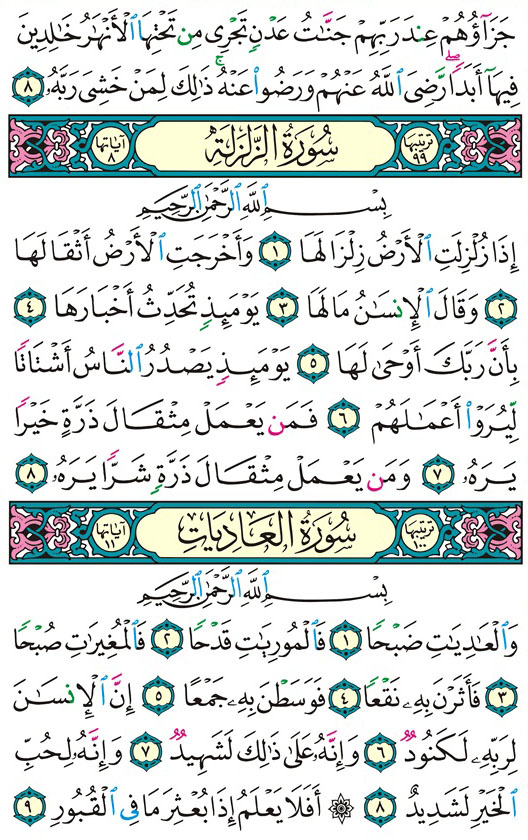 جَزَآؤُهُمْ عِندَ رَبِّهِمْ جَنَّٰتُ عَدْنٍ تَجْرِى مِن تَحْتِهَا ٱلْأَنْهَٰرُ خَٰلِدِينَ
فِيهَآ أَبَدًاۖ رَّضِىَ ٱللَّهُ عَنْهُمْ وَرَضُوا۟ عَنْهُۚ ذَٰلِكَ لِمَنْ خَشِىَ رَبَّهُۥ ٨
ترتيبها ٩٩ سُورَةُ الزَّلْزَلَةِ آياتها ٨
بِسْمِ ٱللَّهِ ٱلرَّحْمَٰنِ ٱلرَّحِيمِ
إِذَا زُلْزِلَتِ ٱلْأَرْضُ زِلْزَالَهَا ١ وَأَخْرَجَتِ ٱلْأَرْضُ أَثْقَالَهَا
٢ وَقَالَ ٱلْإِنسَٰنُ مَا لَهَا ٣ يَوْمَئِذٍ تُحَدِّثُ أَخْبَارَهَا ٤
بِأَنَّ رَبَّكَ أَوْحَىٰ لَهَا ٥ يَوْمَئِذٍ يَصْدُرُ ٱلنَّاسُ أَشْتَاتًا
لِّيُرَوْا۟ أَعْمَٰلَهُمْ ٦ فَمَن يَعْمَلْ مِثْقَالَ ذَرَّةٍ خَيْرًا
يَرَهُۥ ٧ وَمَن يَعْمَلْ مِثْقَالَ ذَرَّةٍ شَرًّا يَرَهُۥ ٨
ترتيبها ١٠٠ سُورَةُ الْعَادِيَاتِ آياتها ١١
بِسْمِ ٱللَّهِ ٱلرَّحْمَٰنِ ٱلرَّحِيمِ
وَٱلْعَٰدِيَٰتِ ضَبْحًا ١ فَٱلْمُورِيَٰتِ قَدْحًا ٢ فَٱلْمُغِيرَٰتِ صُبْحًا
٣ فَأَثَرْنَ بِهِۦ نَقْعًا ٤ فَوَسَطْنَ بِهِۦ جَمْعًا ٥ إِنَّ ٱلْإِنسَٰنَ
لِرَبِّهِۦ لَكَنُودٌ ٦ وَإِنَّهُۥ عَلَىٰ ذَٰلِكَ لَشَهِيدٌ ٧ وَإِنَّهُۥ لِحُبِّ
ٱلْخَيْرِ لَشَدِيدٌ ٨ ۞ أَفَلَا يَعْلَمُ إِذَا بُعْثِرَ مَا فِى ٱلْقُبُورِ ٩